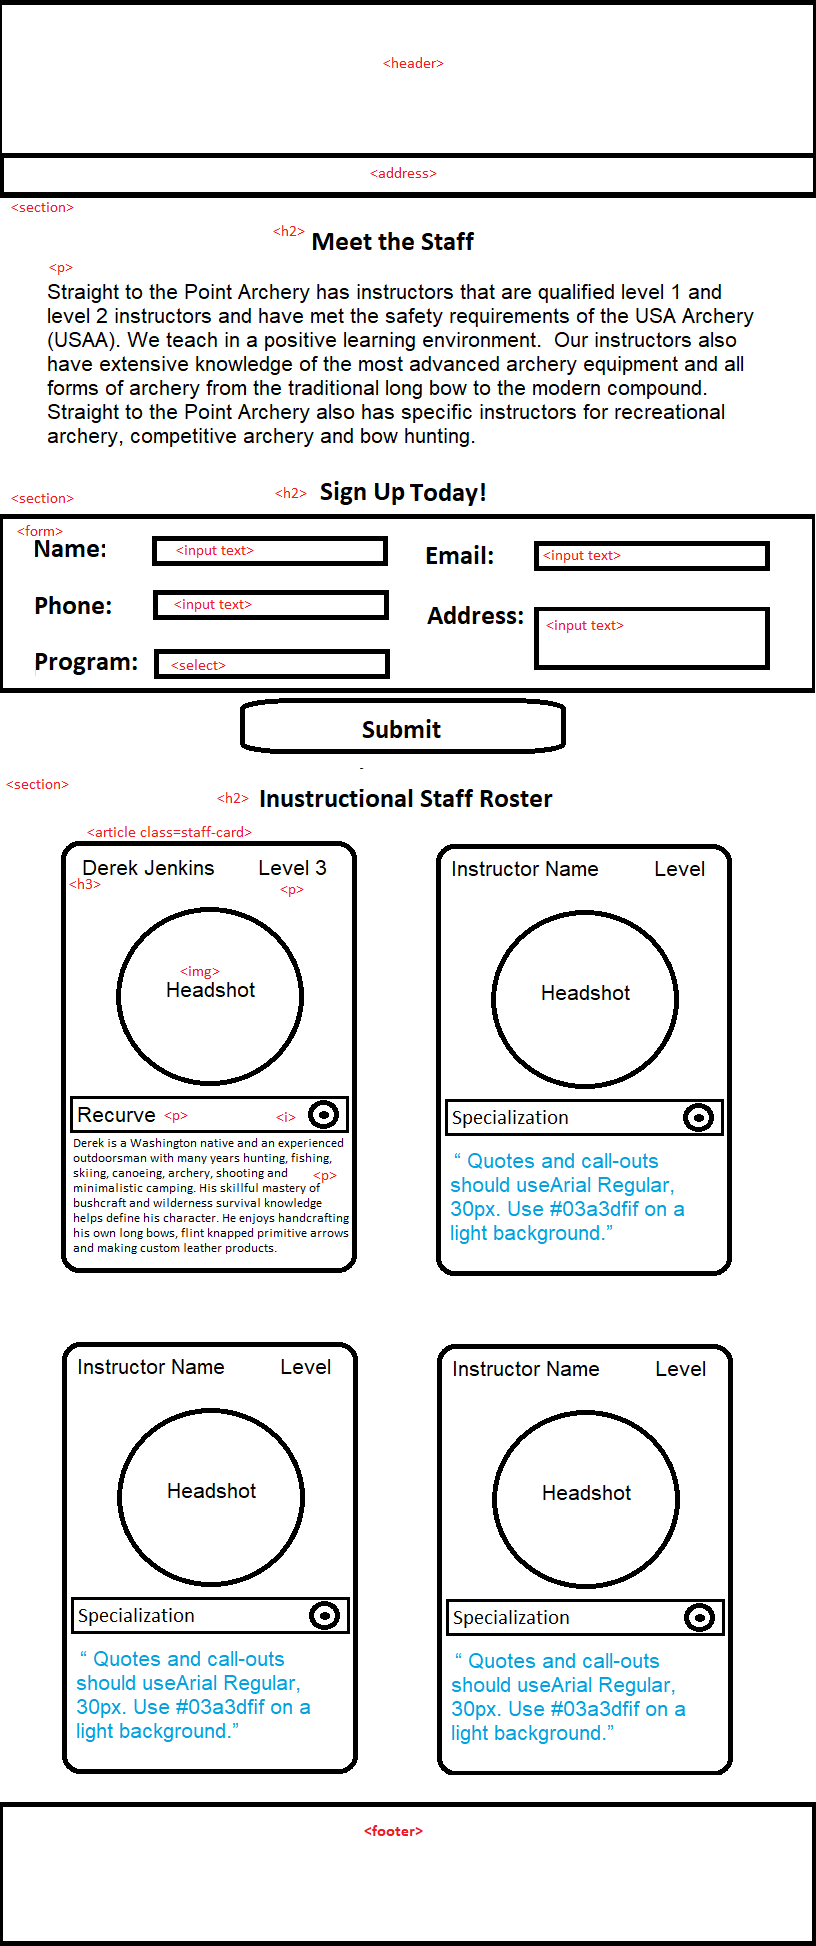 <header>
<address>
<section>
<h2> Meet the Staff
<p>
Straight to the Point Archery has instructors that are qualified level 1 and
level 2 instructors and have met the safety requirements of the USA Archery
(USAA). We teach in a positive learning environment.  Our instructors also
have extensive knowledge of the most advanced archery equipment and all
forms of archery from the traditional long bow to the modern compound.
Straight to the Point Archery also has specific instructors for recreational
archery, competitive archery and bow hunting.
<section> <h2> Sign Up Today!
<form>
Name: <input text> Email: <input text>
Phone: <input text> Address: <input text>
Program: <select>
Submit
<section>
<h2> Inustructional Staff Roster
<article class=staff-card>
Derek Jenkins Level 3
<h3> <p>
<img>
Headshot
Recurve <p> <i>
Derek is a Washington native and an experienced
outdoorsman with many years hunting, fishing,
skiing, canoeing, archery, shooting and <p>
minimalistic camping. His skillful mastery of
bushcraft and wilderness survival knowledge
helps define his character. He enjoys handcrafting
his own long bows, flint knapped primitive arrows
and making custom leather products.
Instructor Name Level
Headshot
Specialization
“ Quotes and call-outs
should useArial Regular,
30px. Use #03a3dfif on a
light background.”
Instructor Name Level
Headshot
Specialization
“ Quotes and call-outs
should useArial Regular,
30px. Use #03a3dfif on a
light background.”
Instructor Name Level
Headshot
Specialization
“ Quotes and call-outs
should useArial Regular,
30px. Use #03a3dfif on a
light background.”
<footer>